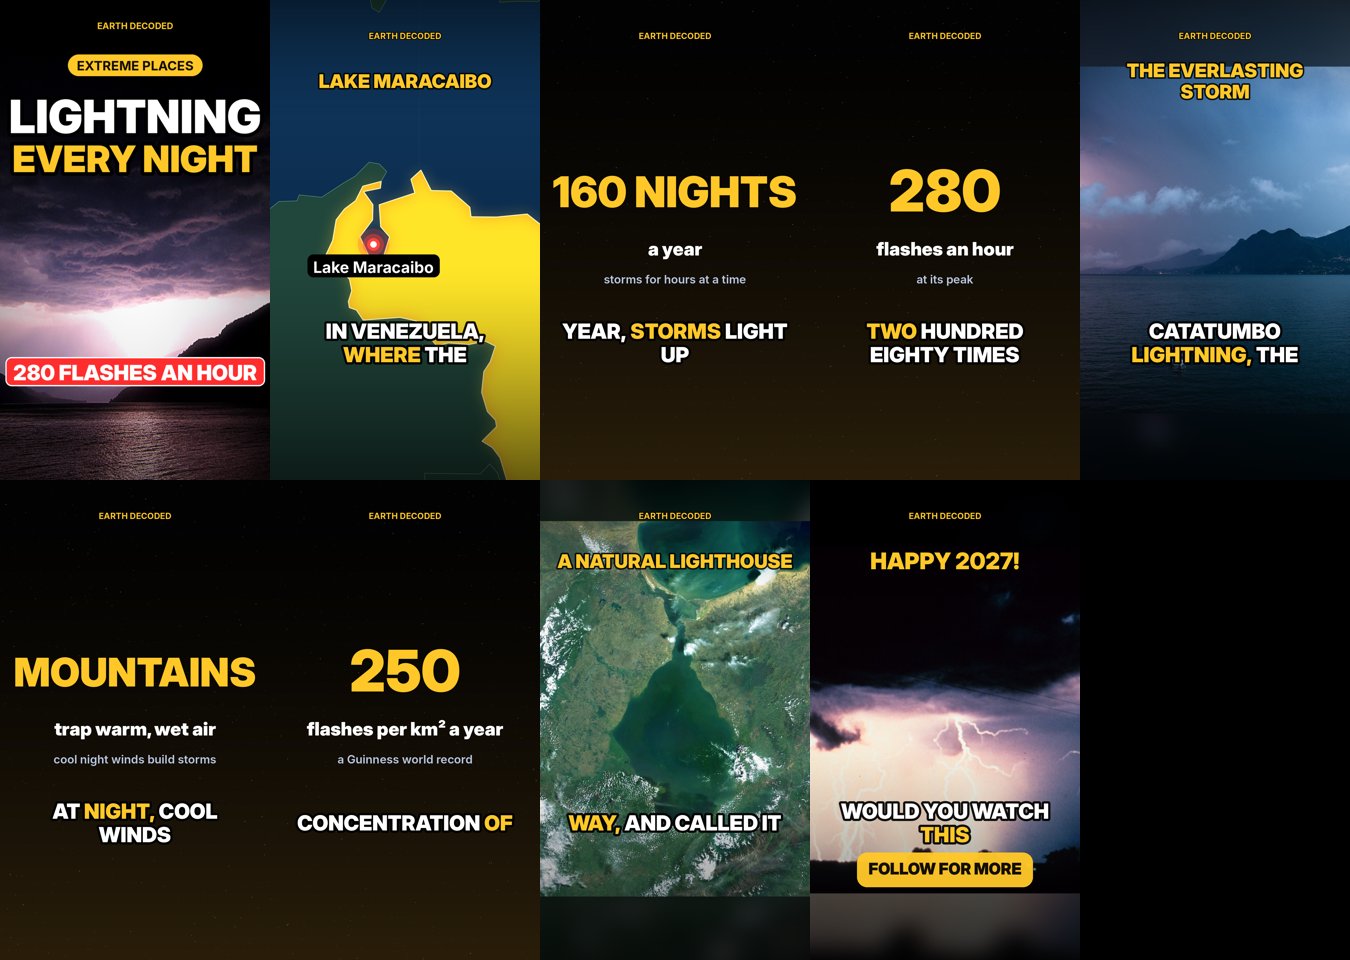 EARTH DECODED
EXTREME PLACES
LIGHTNING
EVERY NIGHT
280 FLASHES AN HOUR
EARTH DECODED
LAKE MARACAIBO
Lake Maracaibo
IN VENEZUELA,
WHERE THE
EARTH DECODED
160 NIGHTS
a year
storms for hours at a time
YEAR, STORMS LIGHT
UP
EARTH DECODED
280
flashes an hour
at its peak
TWO HUNDRED
EIGHTY TIMES
EARTH DECODED
THE EVERLASTING
STORM
CATATUMBO
LIGHTNING, THE
EARTH DECODED
MOUNTAINS
trap warm, wet air
cool night winds build storms
AT NIGHT, COOL
WINDS
EARTH DECODED
250
flashes per km² a year
a Guinness world record
CONCENTRATION OF
EARTH DECODED
A NATURAL LIGHTHOUSE
WAY, AND CALLED IT
EARTH DECODED
HAPPY 2027!
WOULD YOU WATCH
THIS
FOLLOW FOR MORE